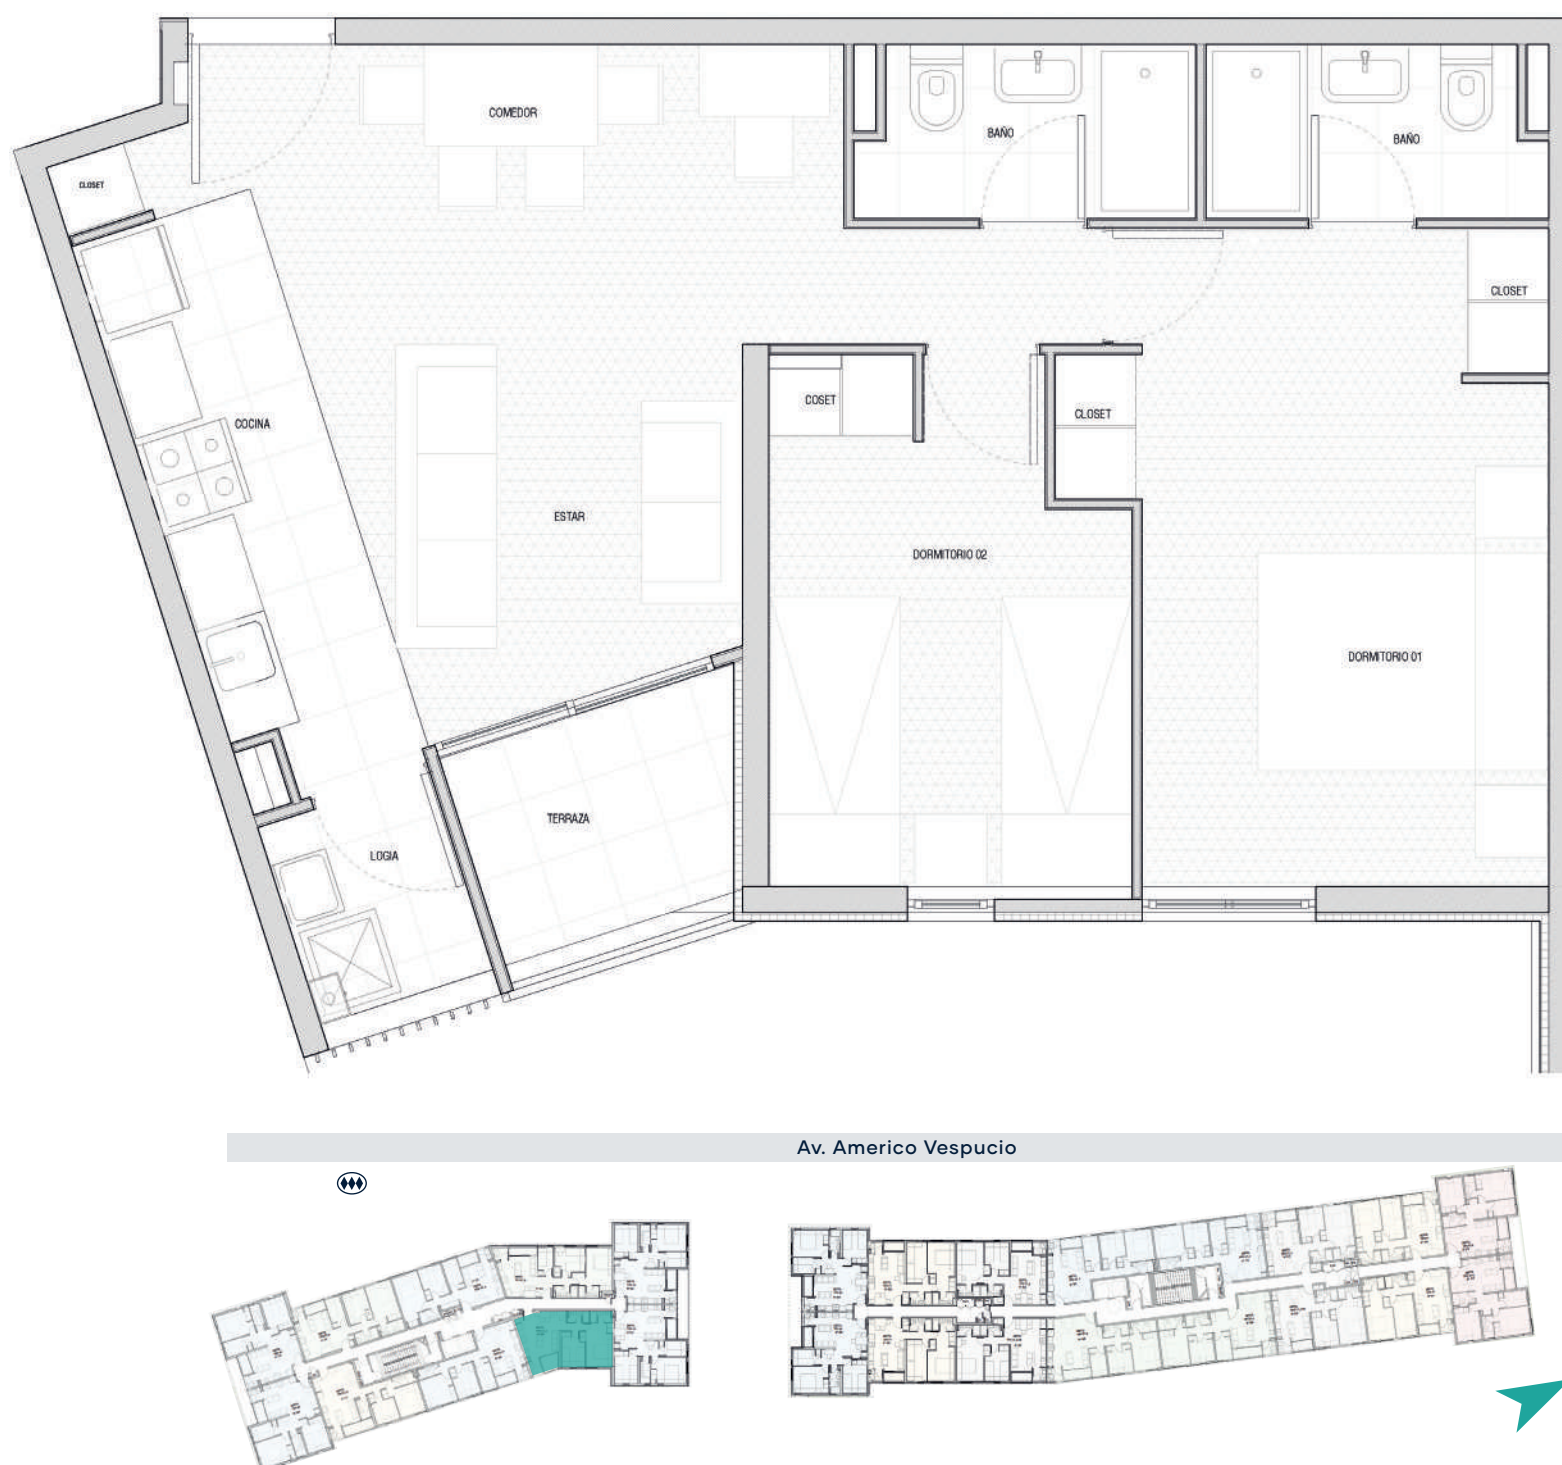 COMEDOR
BAÑO
BAÑO
CLOSET
CLOSET
COSET
CLOSET
COCINA
ESTAR
DORMITORIO 02
DORMITORIO 01
TERRAZA
LOGIA
Av. Americo Vespucio